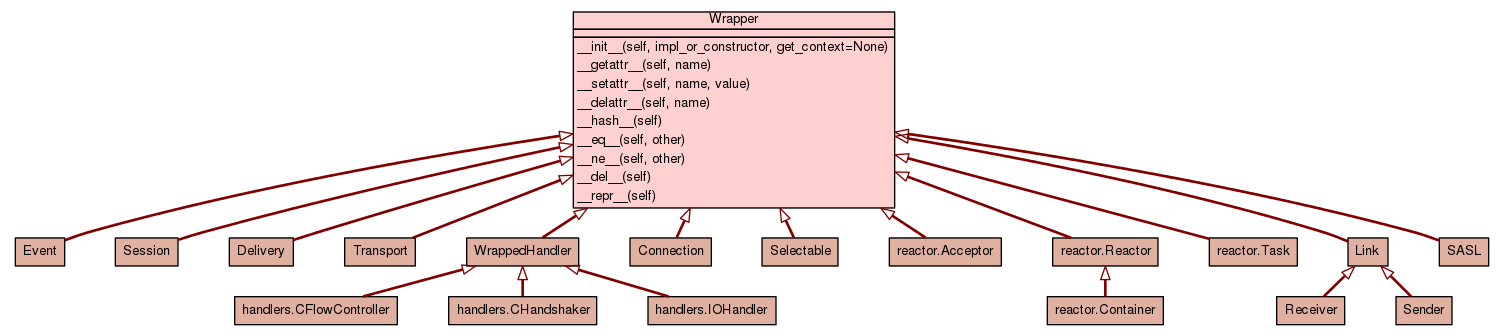 Wrapper
__init__(self, impl_or_constructor, get_context=None)
__getattr__(self, name)
__setattr__(self, name, value)
__delattr__(self, name)
__hash__(self)
__eq__(self, other)
__ne__(self, other)
__del__(self)
__repr__(self)
Event
Session
Delivery
Transport
WrappedHandler
Connection
Selectable
reactor.Acceptor
reactor.Reactor
reactor.Task
Link
SASL
handlers.CFlowController
handlers.CHandshaker
handlers.IOHandler
reactor.Container
Receiver
Sender